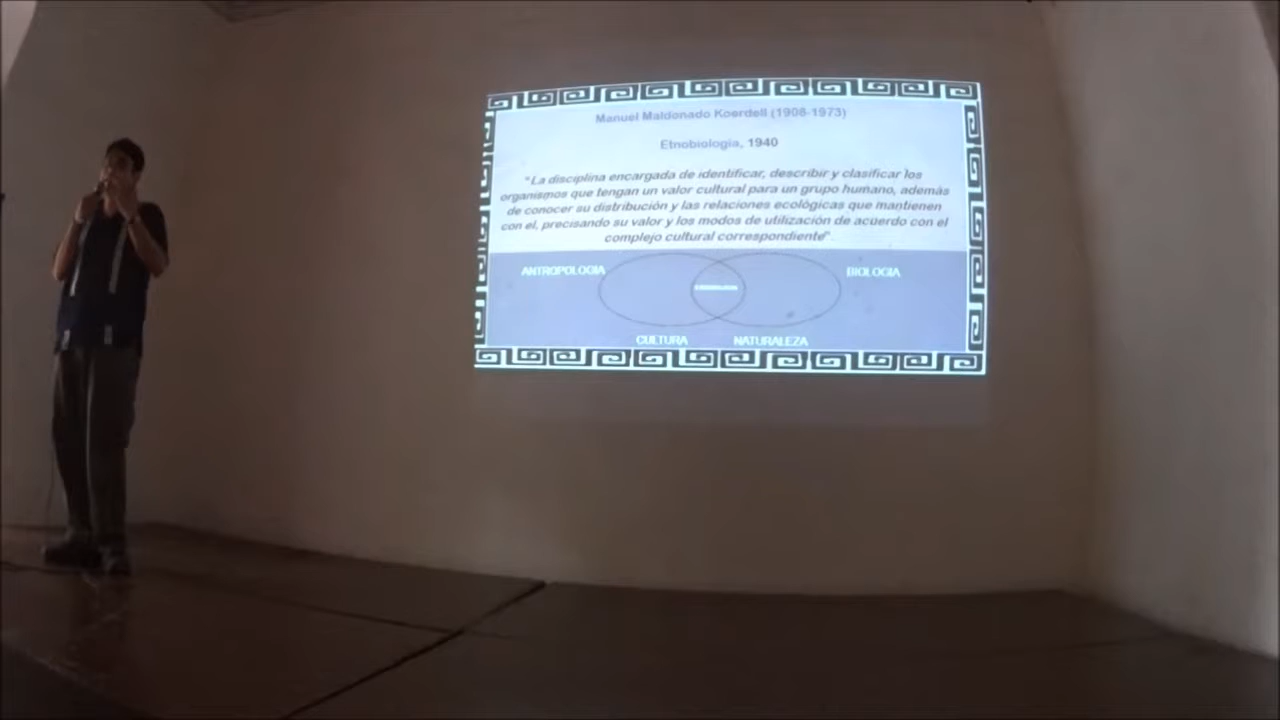 Manuel Maldonado Koerdell (1908-1973)
Etnobiología, 1940
"La disciplina encargada de identificar, describir y clasificar los
organismos que tengan un valor cultural para un grupo humano, además
de conocer su distribución y las relaciones ecológicas que mantienen
con el, precisando su valor y los modos de utilización de acuerdo con el
complejo cultural correspondiente".
ANTROPOLOGIA
BIOLOGIA
CULTURA
NATURALEZA